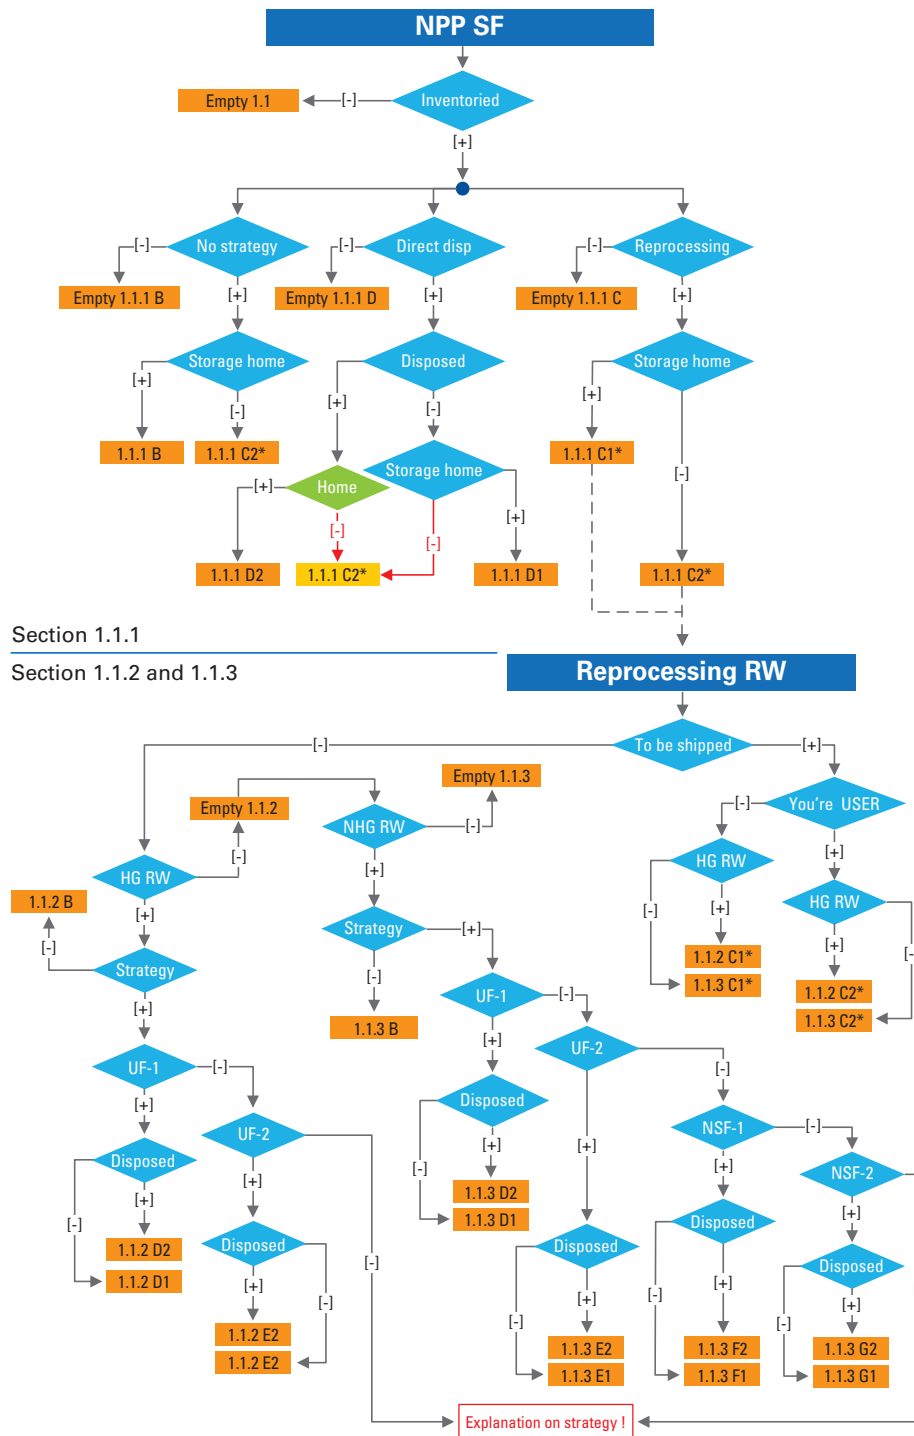 NPP SF
Empty 1.1
[-]
Inventoried
[+]
[-]
No strategy
[-]
Direct disp
[-]
Reprocessing
Empty 1.1.1 B
[+]
Empty 1.1.1 D
[+]
Empty 1.1.1 C
[+]
Storage home
Disposed
Storage home
[+]
[-]
[+]
[-]
[+]
1.1.1 B
1.1.1 C2*
1.1.1 C1*
[+]
Home
Storage home
[-]
[-]
[-]
[+]
1.1.1 D2
1.1.1 C2*
1.1.1 D1
1.1.1 C2*
Section 1.1.1
Section 1.1.2 and 1.1.3
Reprocessing RW
[-]
To be shipped
[+]
Empty 1.1.3
Empty 1.1.2
[-]
You're USER
NHG RW
[-]
[-]
[+]
HG RW
[+]
HG RW
1.1.2 B
HG RW
[+]
[-]
[+]
[-]
Strategy
[+]
[+]
[-]
1.1.2 C1*
Strategy
[-]
1.1.3 C1*
1.1.2 C2*
[+]
UF-1
[-]
1.1.3 C2*
1.1.3 B
[+]
UF-2
UF-1
[-]
[-]
[+]
Disposed
NSF-1
[-]
UF-2
[+]
[+]
Disposed
[-]
[+]
NSF-2
[+]
[+]
1.1.3 D2
[-]
1.1.3 D1
Disposed
[+]
1.1.2 D2
Disposed
Disposed
[-]
Disposed
1.1.2 D1
[+]
[-]
[-]
[+]
[-]
[+]
[-]
[+]
1.1.2 E2
1.1.2 E2
1.1.3 E2
1.1.3 E1
1.1.3 F2
1.1.3 F1
1.1.3 G2
1.1.3 G1
Explanation on strategy !